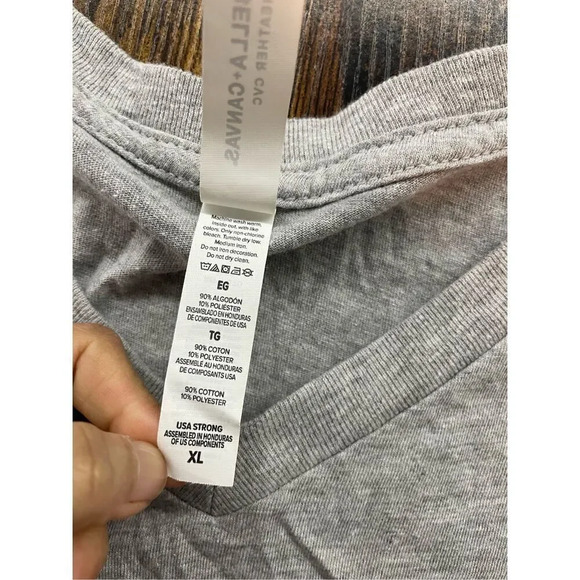 BELLA+CANVAS
HEATHER CVC
Machine wash warm,
inside out, with like
colors. Only non-chlorine
bleach. Tumble dry low.
Medium iron.
Do not iron decoration.
Do not dry clean.
EG
90% ALGODÓN
10% POLIÉSTER
ENSAMBLADO EN HONDURAS
DE COMPONENTES DE USA
TG
90% COTON
10% POLYESTER
ASSEMBLÉ AU HONDURAS
DE COMPOSANTS USA
90% COTTON
10% POLYESTER
USA STRONG
ASSEMBLED IN HONDURAS
OF US COMPONENTS
XL